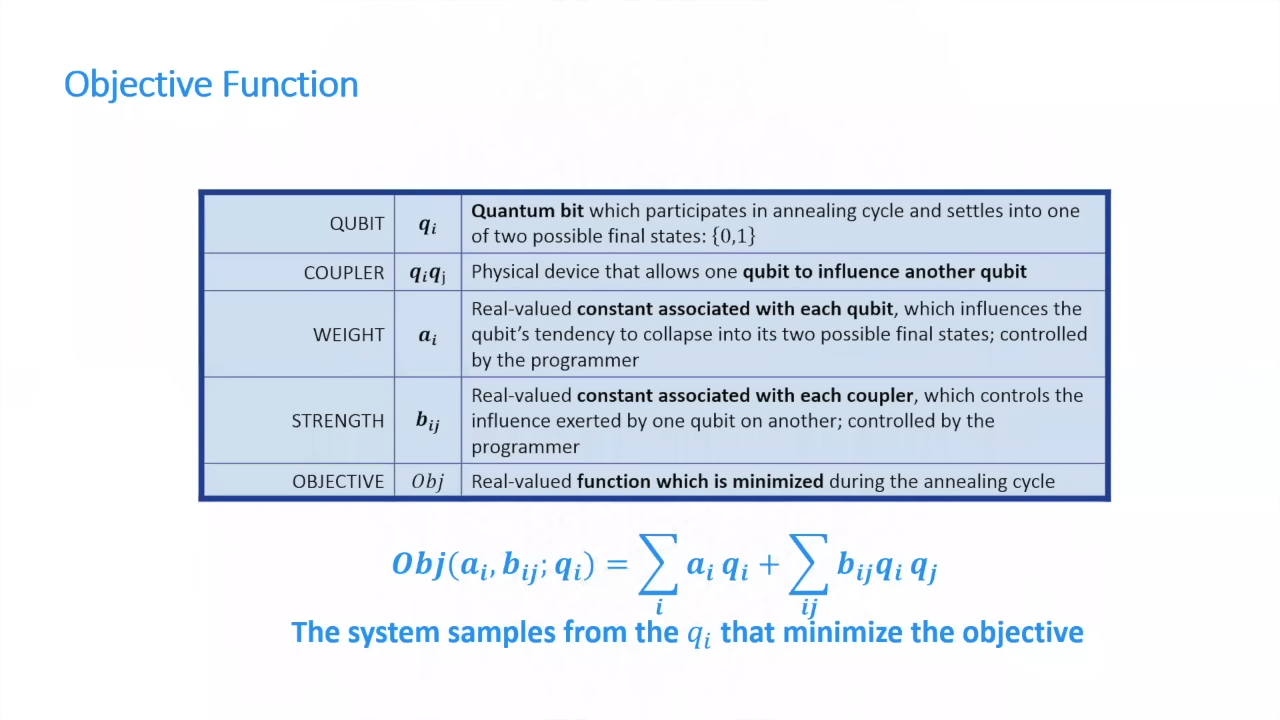 Objective Function
QUBIT qᵢ Quantum bit which participates in annealing cycle and settles into one
of two possible final states: {0,1}
COUPLER qᵢqⱼ Physical device that allows one qubit to influence another qubit
Real-valued constant associated with each qubit, which influences the
WEIGHT aᵢ qubit’s tendency to collapse into its two possible final states; controlled
by the programmer
Real-valued constant associated with each coupler, which controls the
STRENGTH bᵢⱼ influence exerted by one qubit on another; controlled by the
programmer
OBJECTIVE Obj Real-valued function which is minimized during the annealing cycle
Obj(aᵢ, bᵢⱼ; qᵢ) = ∑ᵢ aᵢ qᵢ + ∑ᵢⱼ bᵢⱼqᵢ qⱼ
The system samples from the qᵢ that minimize the objective